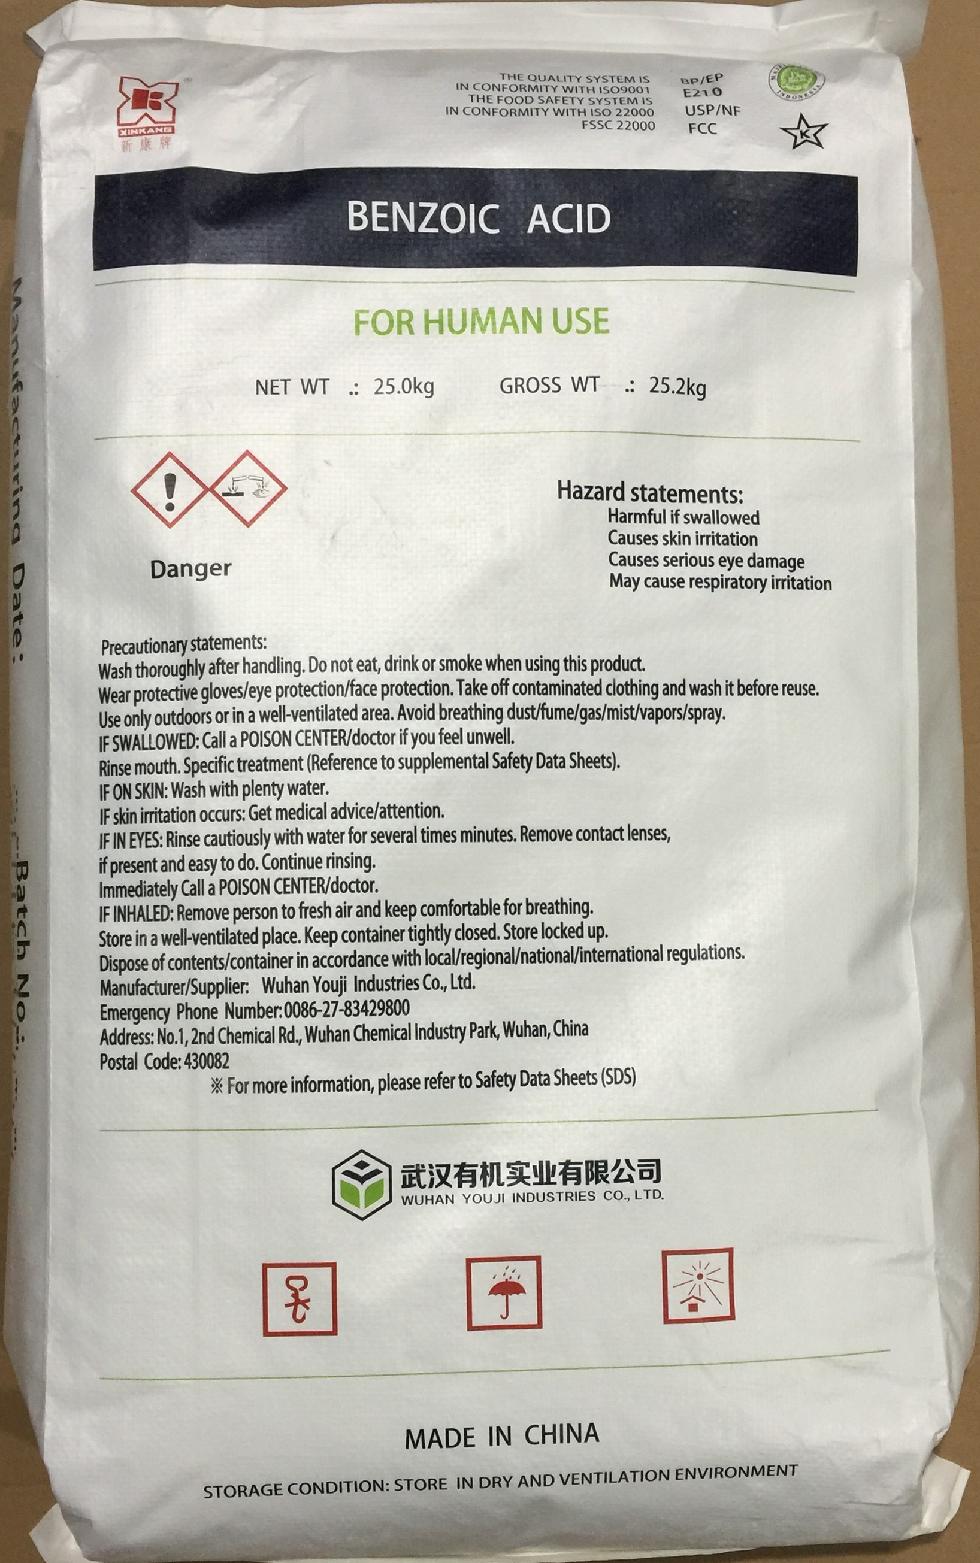 ®
XINKANG
新康牌
THE QUALITY SYSTEM IS
IN CONFORMITY WITH ISO9001
THE FOOD SAFETY SYSTEM IS
IN CONFORMITY WITH ISO 22000
FSSC 22000
BP/EP
E210
USP/NF
FCC
INDONESIA
K
BENZOIC ACID
FOR HUMAN USE
NET WT .: 25.0kg GROSS WT .: 25.2kg
Danger
Hazard statements:
Harmful if swallowed
Causes skin irritation
Causes serious eye damage
May cause respiratory irritation
Precautionary statements:
Wash thoroughly after handling. Do not eat, drink or smoke when using this product.
Wear protective gloves/eye protection/face protection. Take off contaminated clothing and wash it before reuse.
Use only outdoors or in a well-ventilated area. Avoid breathing dust/fume/gas/mist/vapors/spray.
IF SWALLOWED: Call a POISON CENTER/doctor if you feel unwell.
Rinse mouth. Specific treatment (Reference to supplemental Safety Data Sheets).
IF ON SKIN: Wash with plenty water.
IF skin irritation occurs: Get medical advice/attention.
IF IN EYES: Rinse cautiously with water for several times minutes. Remove contact lenses,
if present and easy to do. Continue rinsing.
Immediately Call a POISON CENTER/doctor.
IF INHALED: Remove person to fresh air and keep comfortable for breathing.
Store in a well-ventilated place. Keep container tightly closed. Store locked up.
Dispose of contents/container in accordance with local/regional/national/international regulations.
Manufacturer/Supplier: Wuhan Youji Industries Co., Ltd.
Emergency Phone Number: 0086-27-83429800
Address: No.1, 2nd Chemical Rd., Wuhan Chemical Industry Park, Wuhan, China
Postal Code: 430082
※ For more information, please refer to Safety Data Sheets (SDS)
武汉有机实业有限公司
WUHAN YOUJI INDUSTRIES CO., LTD.
MADE IN CHINA
STORAGE CONDITION: STORE IN DRY AND VENTILATION ENVIRONMENT
Manufacturing Date:
Batch No.: